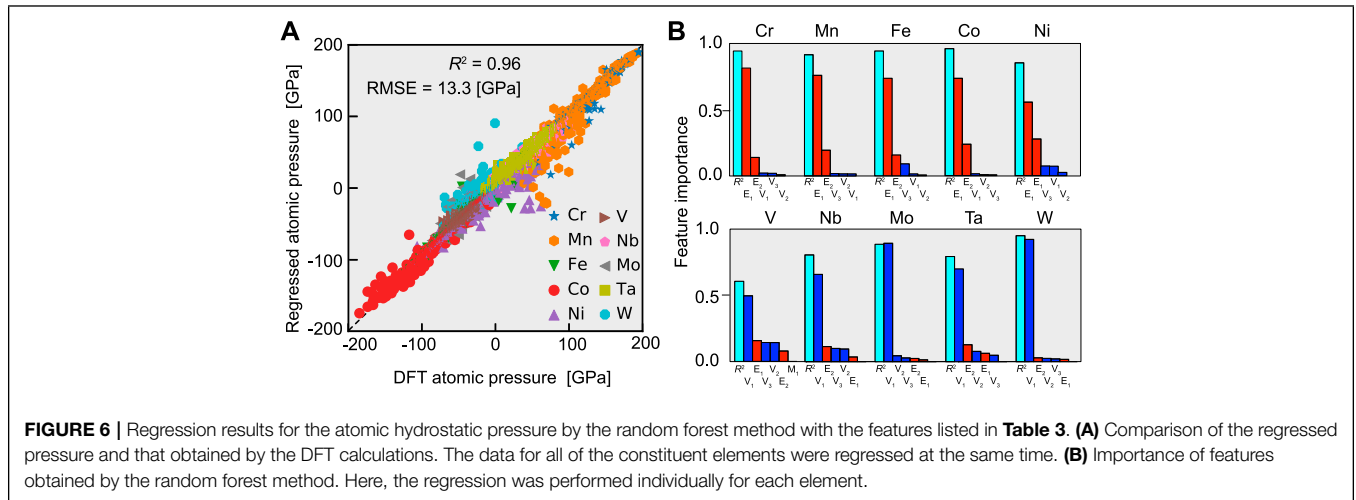 A
200
100
0
-100
-200
Regressed atomic pressure [GPa]
R² = 0.96
RMSE = 13.3 [GPa]
Cr V
Mn Nb
Fe Mo
Co Ta
Ni W
-200 -100 0 100 200
DFT atomic pressure [GPa]
B
Feature importance
Cr Mn Fe Co Ni
1.0
0.5
0.0
R² E₂ V₃ R² E₂ V₂ R² E₂ V₁ R² E₂ V₃ R² E₂ V₁
E₁ V₁ V₂ E₁ V₃ V₁ E₁ V₃ V₂ E₁ V₁ V₂ E₁ V₃ V₂
V Nb Mo Ta W
1.0
0.5
0.0
R² E₁ V₂ M₁ R² E₂ V₂ R² V₂ E₂ R² E₂ E₁ R² E₂ V₃
V₁ V₃ E₂ V₁ V₃ E₁ V₁ V₃ E₁ V₁ V₂ V₃ V₁ V₂ E₁
FIGURE 6 | Regression results for the atomic hydrostatic pressure by the random forest method with the features listed in Table 3. (A) Comparison of the regressed
pressure and that obtained by the DFT calculations. The data for all of the constituent elements were regressed at the same time. (B) Importance of features
obtained by the random forest method. Here, the regression was performed individually for each element.